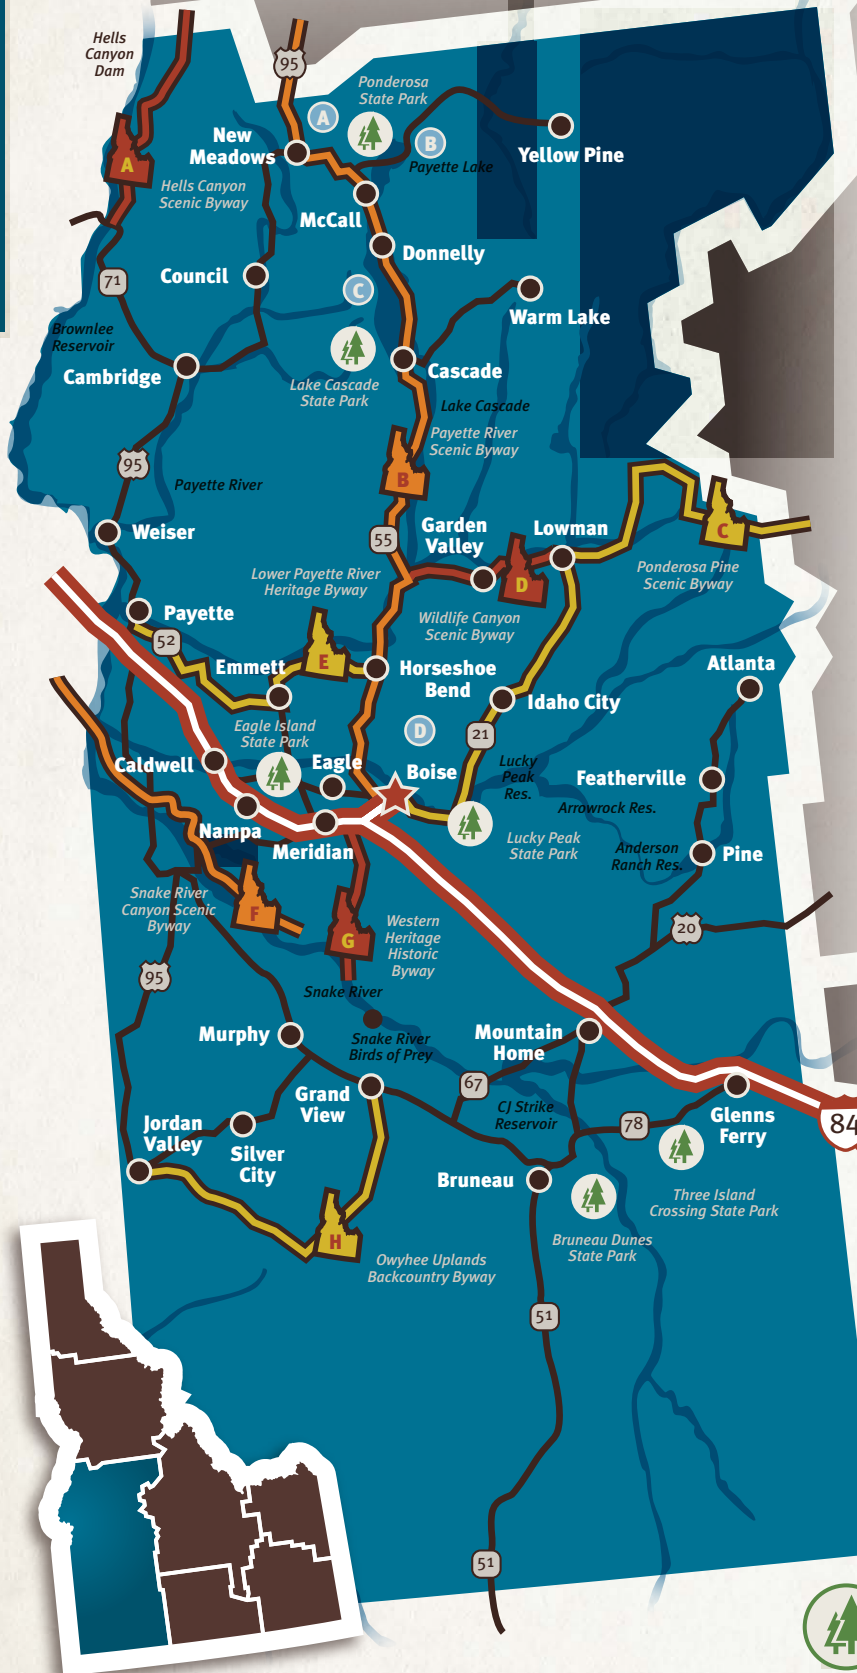 Hells
Canyon
Dam
95
Ponderosa
State Park
A
New
Meadows
B
Yellow Pine
Payette Lake
A
Hells Canyon
Scenic Byway
McCall
Donnelly
71
Council
C
Warm Lake
Brownlee
Reservoir
Cambridge
Cascade
Lake Cascade
State Park
Lake Cascade
Payette River
Scenic Byway
95
Payette River
B
Weiser
55
Garden
Valley
Lowman
C
Ponderosa Pine
Scenic Byway
Lower Payette River
Heritage Byway
D
Payette
Wildlife Canyon
Scenic Byway
52
Emmett
E
Horseshoe
Bend
Atlanta
Idaho City
Eagle Island
State Park
D
21
Caldwell
Eagle
Boise
Lucky
Peak
Res.
Featherville
Arrowrock Res.
Nampa
Meridian
Lucky Peak
State Park
Anderson
Ranch Res.
Pine
Snake River
Canyon Scenic
Byway
F
G
Western
Heritage
Historic
Byway
20
95
Snake River
Murphy
Snake River
Birds of Prey
Mountain
Home
Grand
View
67
CJ Strike
Reservoir
Jordan
Valley
Silver
City
78
Glenns
Ferry
84
Bruneau
Three Island
Crossing State Park
H
Bruneau Dunes
State Park
Owyhee Uplands
Backcountry Byway
51
51